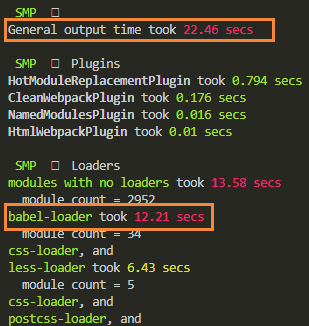 SMP
General output time took 22.46 secs
SMP Plugins
HotModuleReplacementPlugin took 0.794 secs
CleanWebpackPlugin took 0.176 secs
NamedModulesPlugin took 0.016 secs
HtmlWebpackPlugin took 0.01 secs
SMP Loaders
modules with no loaders took 13.58 secs
module count = 2952
babel-loader took 12.21 secs
module count = 34
css-loader, and
less-loader took 6.43 secs
module count = 5
css-loader, and
postcss-loader, and